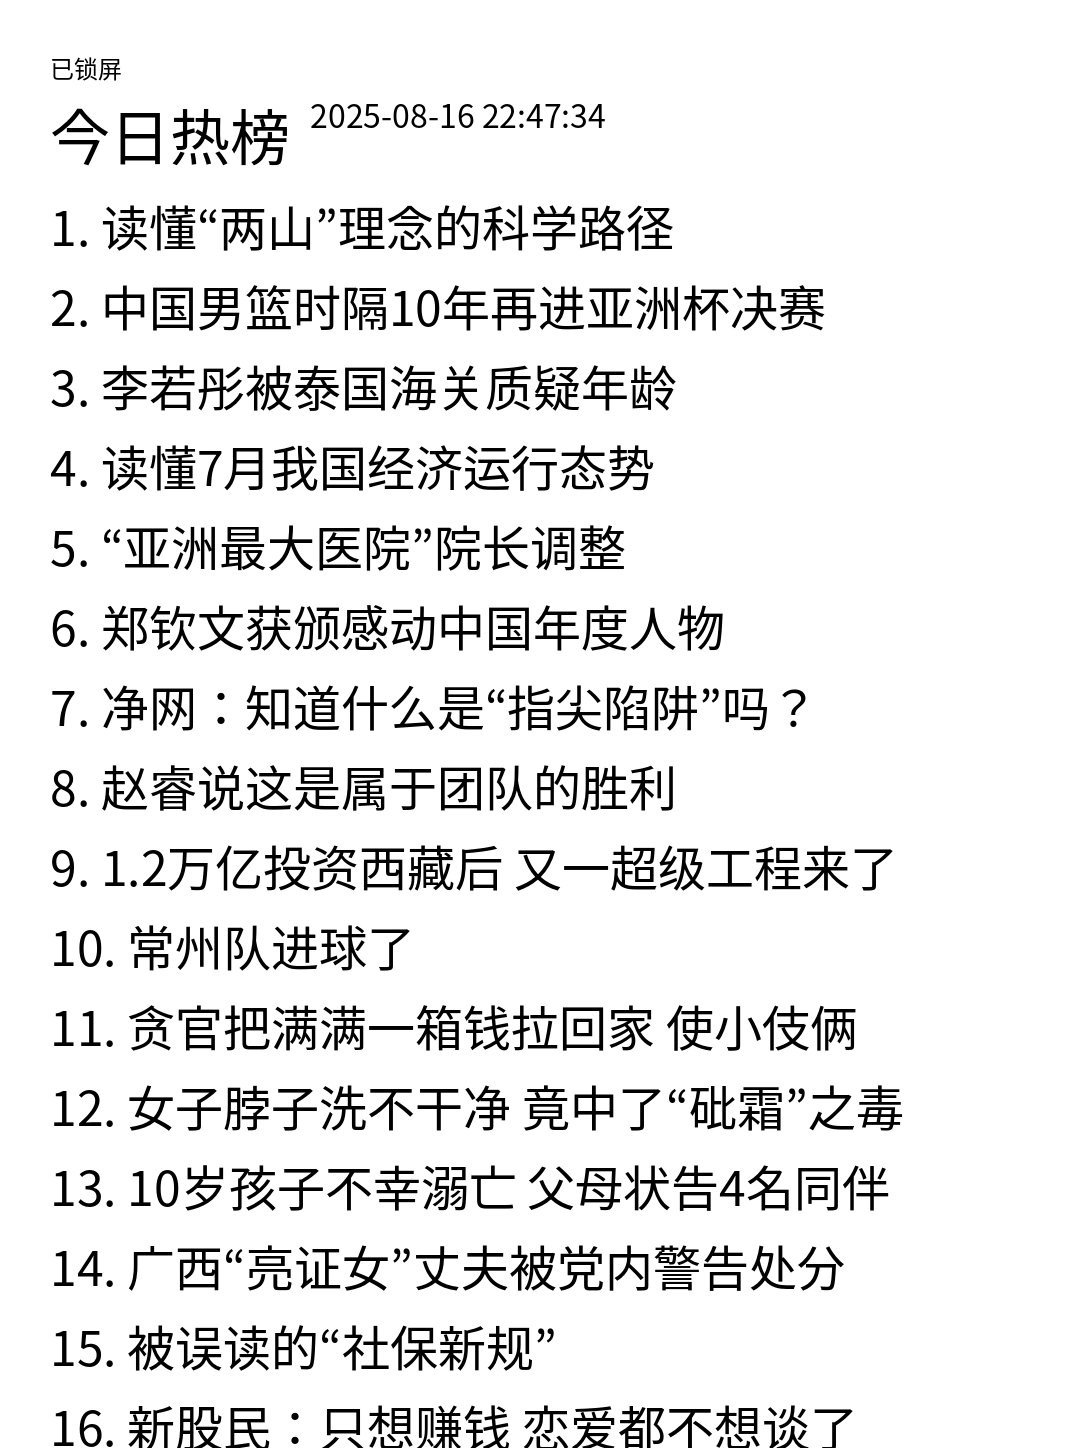 已锁屏
今日热榜 2025-08-16 22:47:34
1. 读懂“两山”理念的科学路径
2. 中国男篮时隔10年再进亚洲杯决赛
3. 李若彤被泰国海关质疑年龄
4. 读懂7月我国经济运行态势
5. “亚洲最大医院”院长调整
6. 郑钦文获颁感动中国年度人物
7. 净网：知道什么是“指尖陷阱”吗？
8. 赵睿说这是属于团队的胜利
9. 1.2万亿投资西藏后 又一超级工程来了
10. 常州队进球了
11. 贪官把满满一箱钱拉回家 使小伎俩
12. 女子脖子洗不干净 竟中了“砒霜”之毒
13. 10岁孩子不幸溺亡 父母状告4名同伴
14. 广西“亮证女”丈夫被党内警告处分
15. 被误读的“社保新规”
16. 新股民：只想赚钱 恋爱都不想谈了